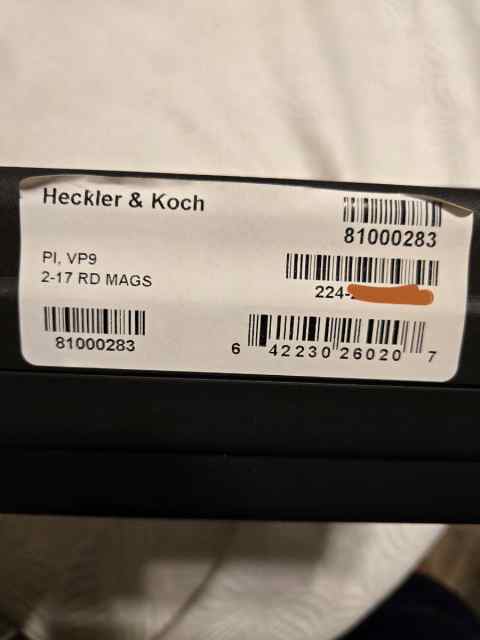 Heckler & Koch
81000283
PI, VP9
2-17 RD MAGS
224-
81000283
6 42230 26020 7